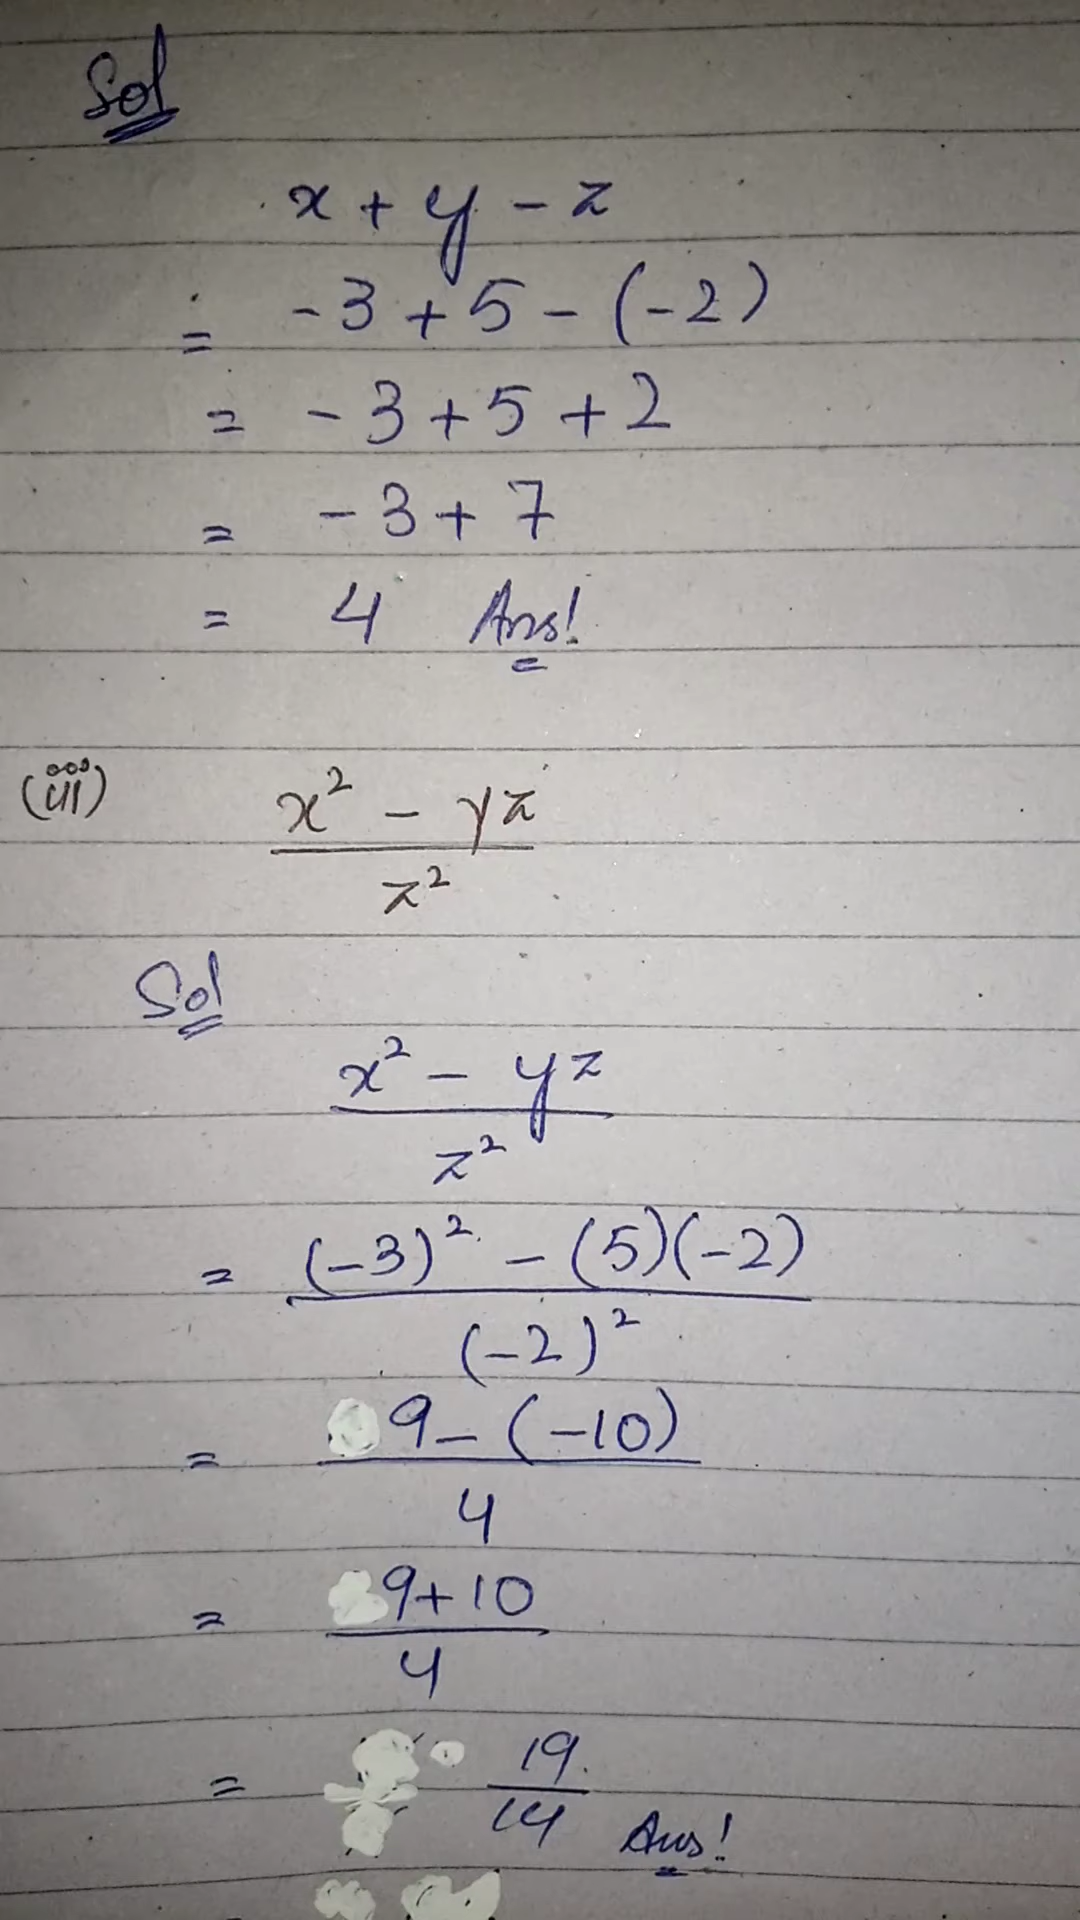 Sol
x + y - z
= -3 + 5 - (-2)
= -3 + 5 + 2
= -3 + 7
= 4 Ans!
(iii) x² - yz
z²
Sol
x² - yz
z²
= (-3)² - (5)(-2)
(-2)²
= 9 - (-10)
4
= 9 + 10
4
= 19
14 Ans!